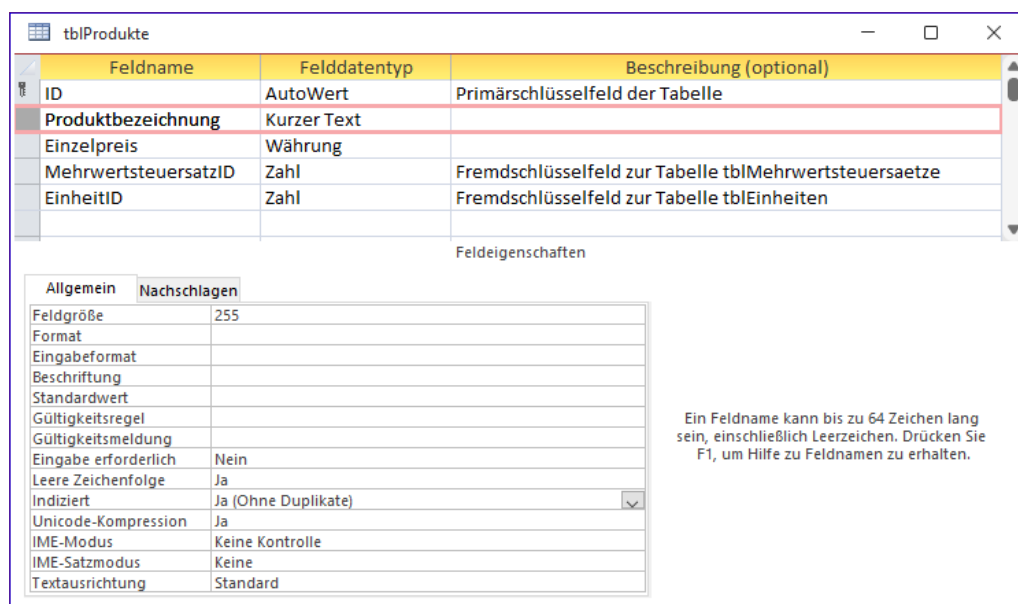 tblProdukte
Feldname Felddatentyp Beschreibung (optional)
ID AutoWert Primärschlüsselfeld der Tabelle
Produktbezeichnung Kurzer Text
Einzelpreis Währung
MehrwertsteuersatzID Zahl Fremdschlüsselfeld zur Tabelle tblMehrwertsteuersaetze
EinheitID Zahl Fremdschlüsselfeld zur Tabelle tblEinheiten
Feldeigenschaften
Allgemein Nachschlagen
Feldgröße 255
Format
Eingabeformat
Beschriftung
Standardwert
Gültigkeitsregel
Gültigkeitsmeldung
Eingabe erforderlich Nein
Leere Zeichenfolge Ja
Indiziert Ja (Ohne Duplikate)
Unicode-Kompression Ja
IME-Modus Keine Kontrolle
IME-Satzmodus Keine
Textausrichtung Standard
Ein Feldname kann bis zu 64 Zeichen lang
sein, einschließlich Leerzeichen. Drücken Sie
F1, um Hilfe zu Feldnamen zu erhalten.